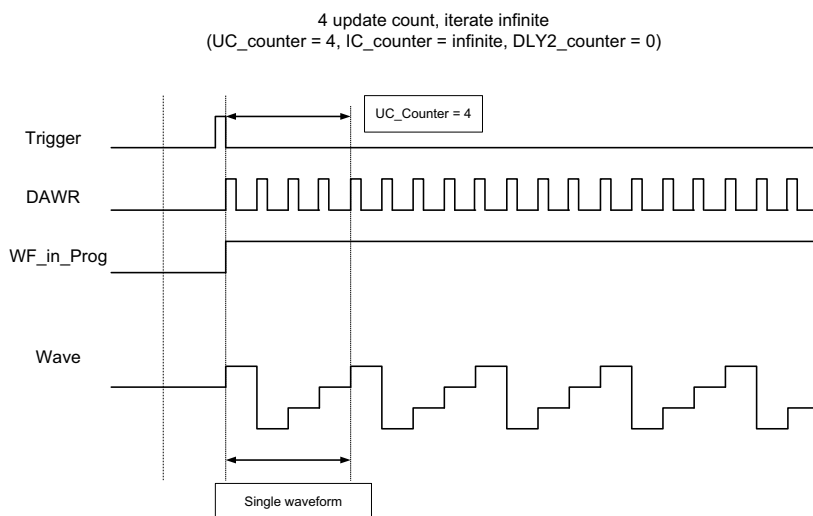 4 update count, iterate infinite
(UC_counter = 4, IC_counter = infinite, DLY2_counter = 0)
UC_Counter = 4
Trigger
DAWR
WF_in_Prog
Wave
Single waveform